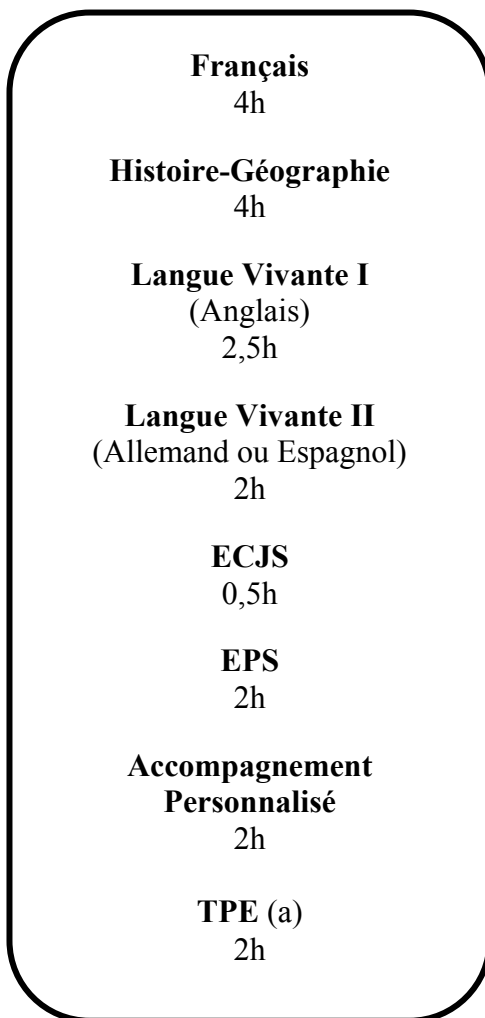 Français
4h
Histoire-Géographie
4h
Langue Vivante I
(Anglais)
2,5h
Langue Vivante II
(Allemand ou Espagnol)
2h
ECJS
0,5h
EPS
2h
Accompagnement
Personnalisé
2h
TPE (a)
2h